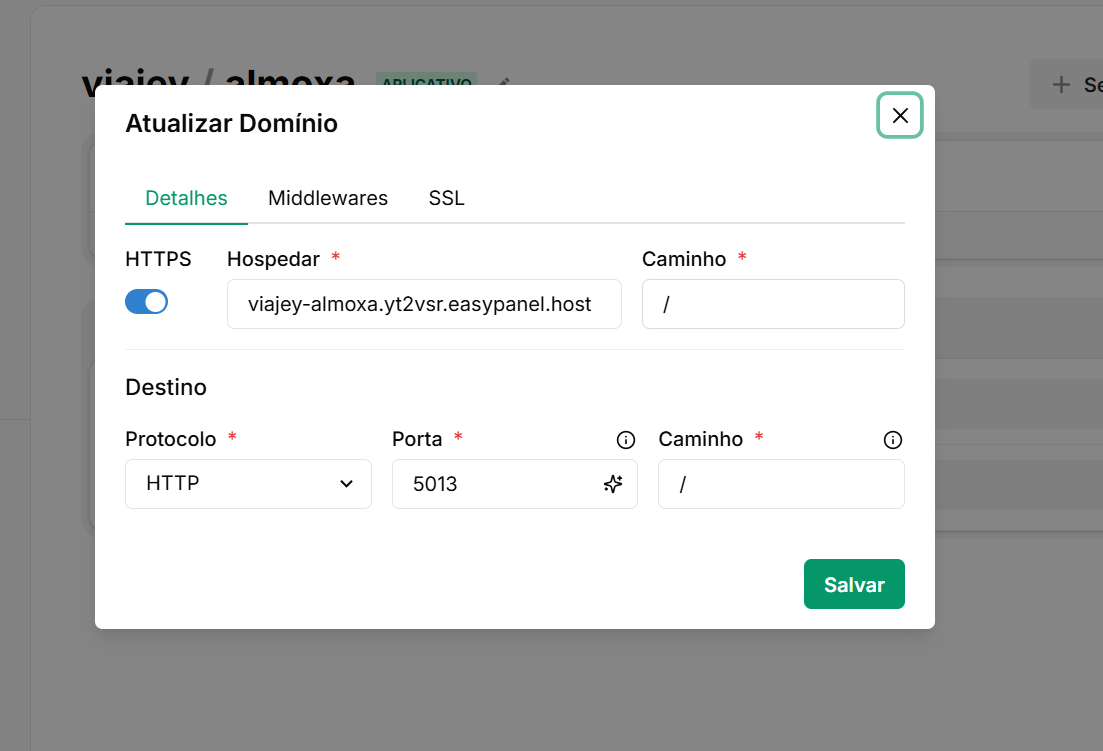 viajey / almoxa APLICATIVO
Se
Atualizar Domínio
Detalhes Middlewares SSL
HTTPS Hospedar * Caminho *
viajey-almoxa.yt2vsr.easypanel.host /
Destino
Protocolo * Porta * Caminho *
HTTP 5013 /
Salvar